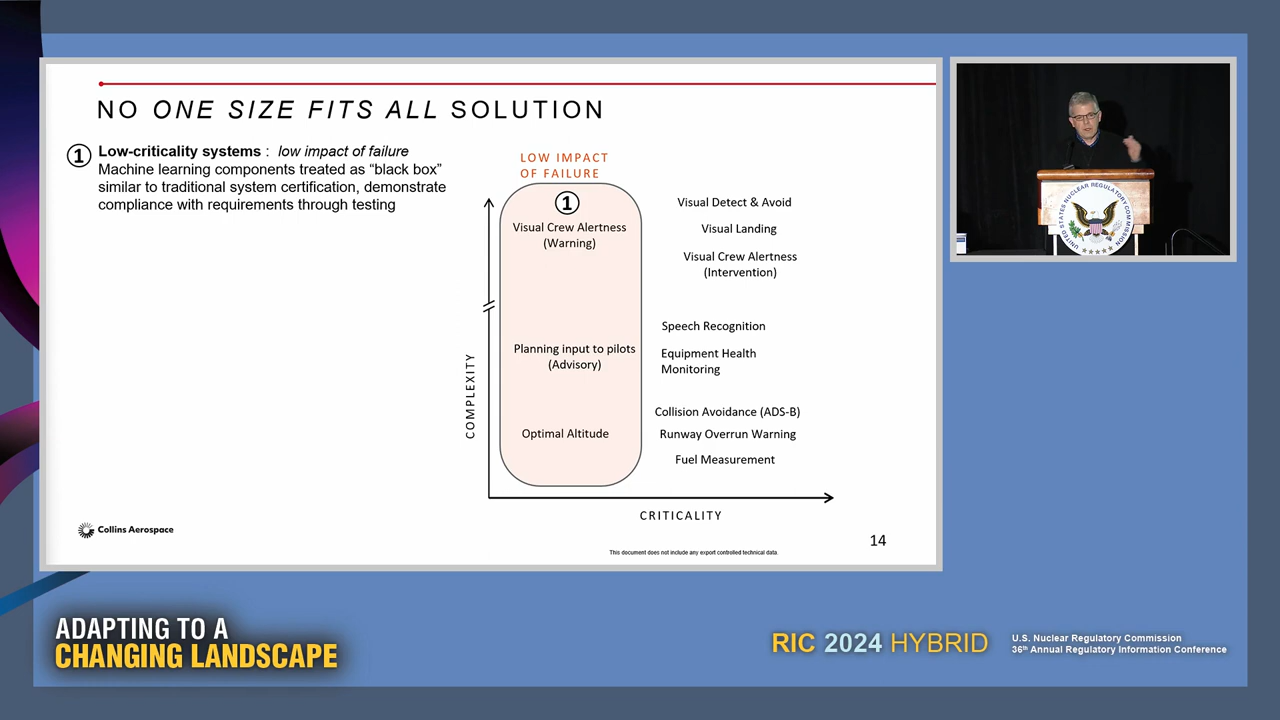 NO ONE SIZE FITS ALL SOLUTION
1
Low-criticality systems : low impact of failure
Machine learning components treated as “black box”
similar to traditional system certification, demonstrate
compliance with requirements through testing
LOW IMPACT
OF FAILURE
1
Visual Crew Alertness
(Warning)
Planning input to pilots
(Advisory)
Optimal Altitude
Visual Detect & Avoid
Visual Landing
Visual Crew Alertness
(Intervention)
Speech Recognition
Equipment Health
Monitoring
Collision Avoidance (ADS-B)
Runway Overrun Warning
Fuel Measurement
COMPLEXITY
CRITICALITY
Collins Aerospace
14
This document does not include any export controlled technical data.
UNITED STATES NUCLEAR REGULATORY COMMISSION
ADAPTING TO A
CHANGING LANDSCAPE
RIC 2024 HYBRID
U.S. Nuclear Regulatory Commission
36th Annual Regulatory Information Conference